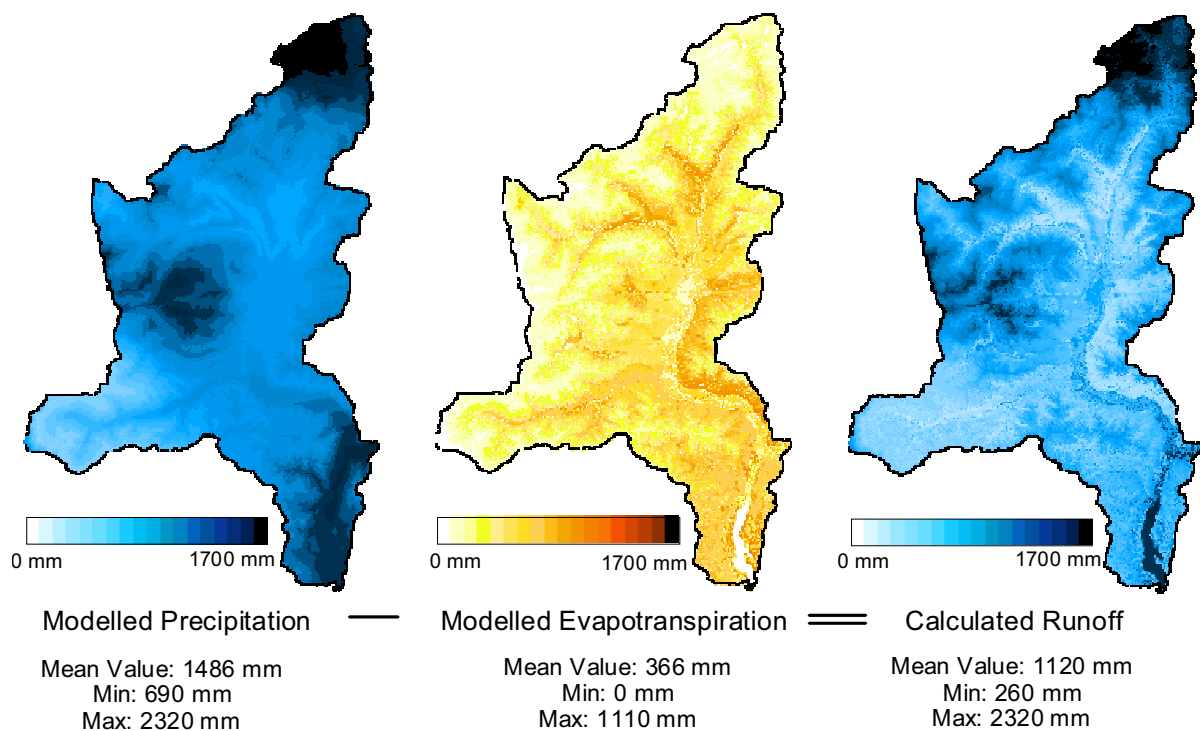 0 mm 1700 mm
0 mm 1700 mm
0 mm 1700 mm
Modelled Precipitation — Modelled Evapotranspiration = Calculated Runoff
Mean Value: 1486 mm
Min: 690 mm
Max: 2320 mm
Mean Value: 366 mm
Min: 0 mm
Max: 1110 mm
Mean Value: 1120 mm
Min: 260 mm
Max: 2320 mm